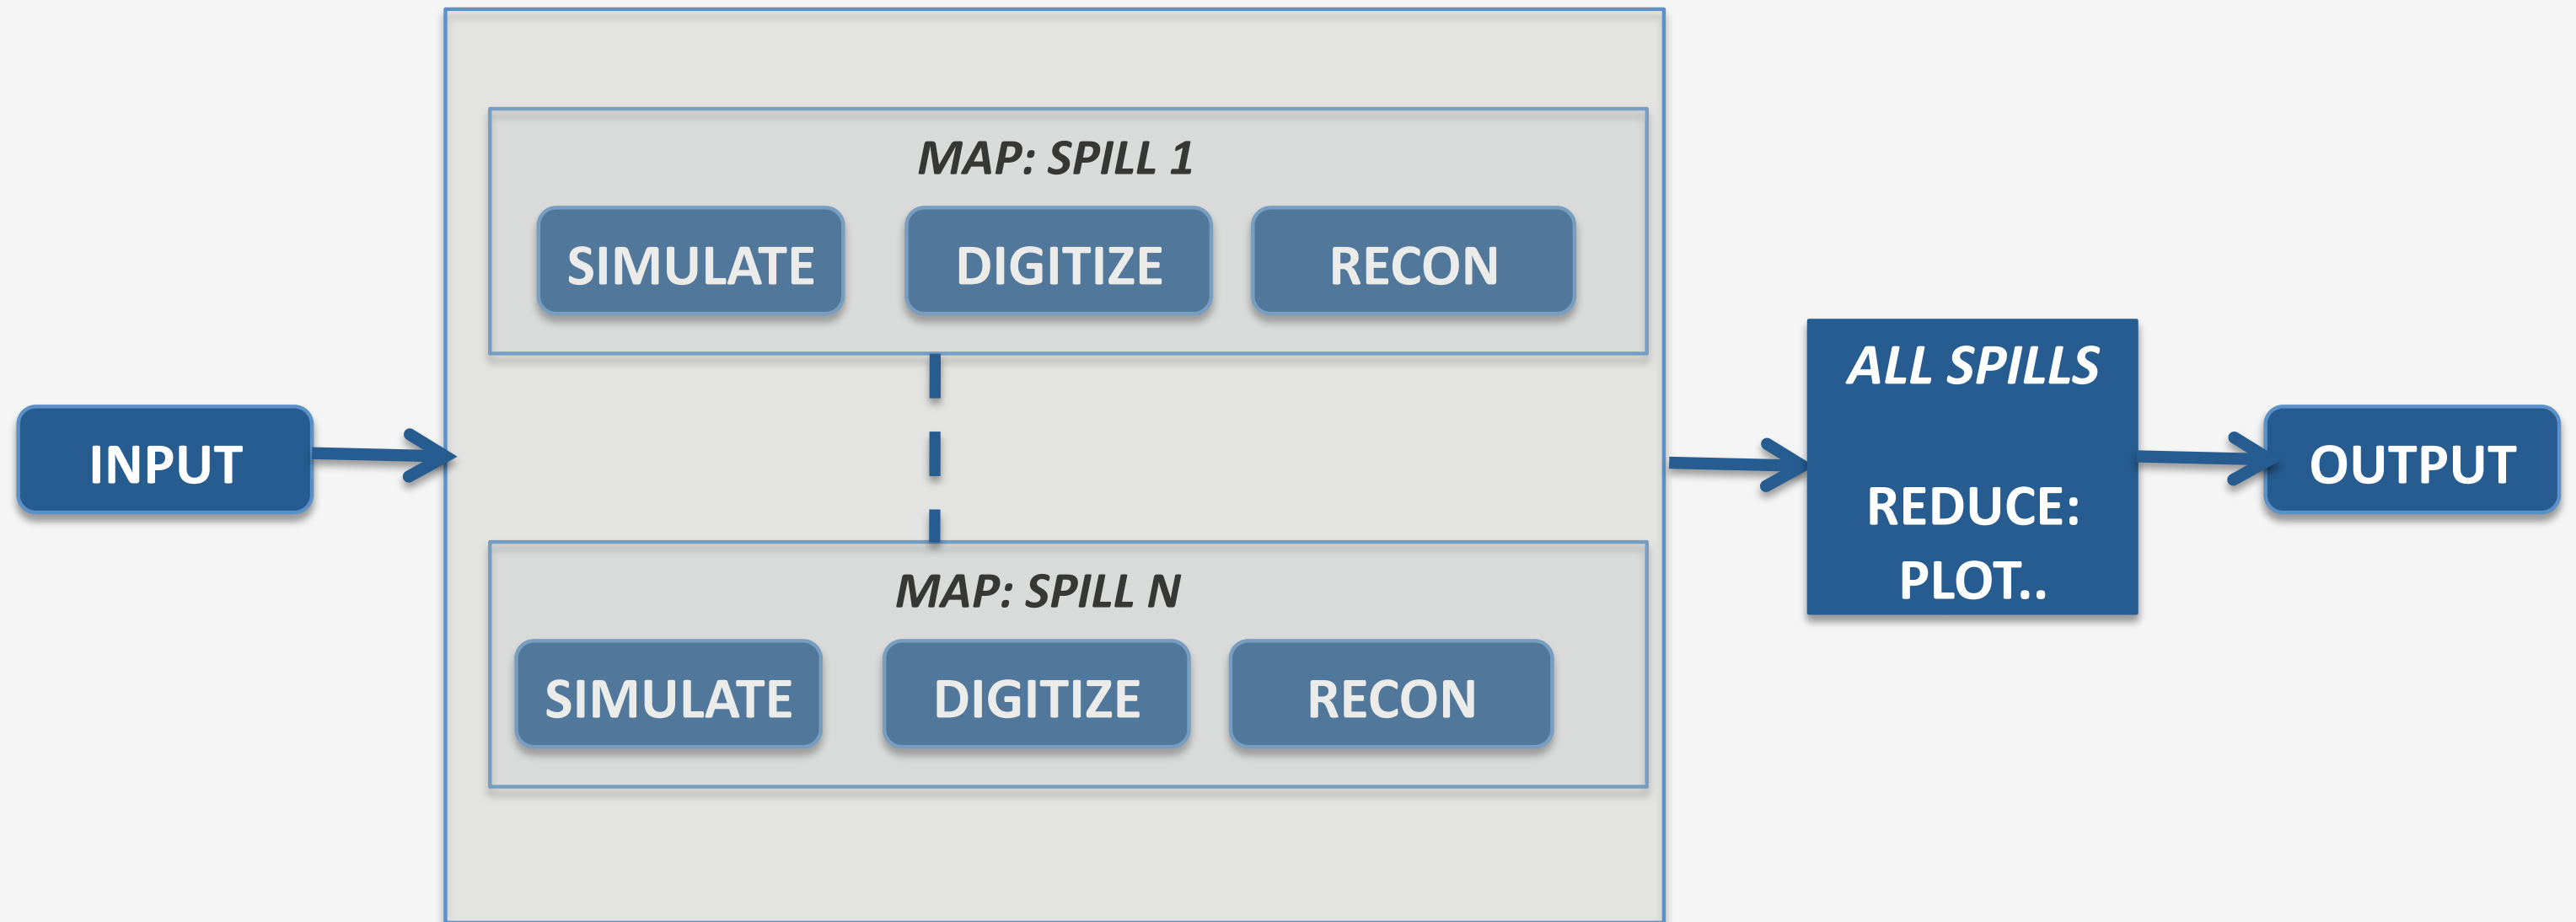 INPUT
MAP: SPILL 1
SIMULATE DIGITIZE RECON
MAP: SPILL N
SIMULATE DIGITIZE RECON
ALL SPILLS
REDUCE:
PLOT..
OUTPUT